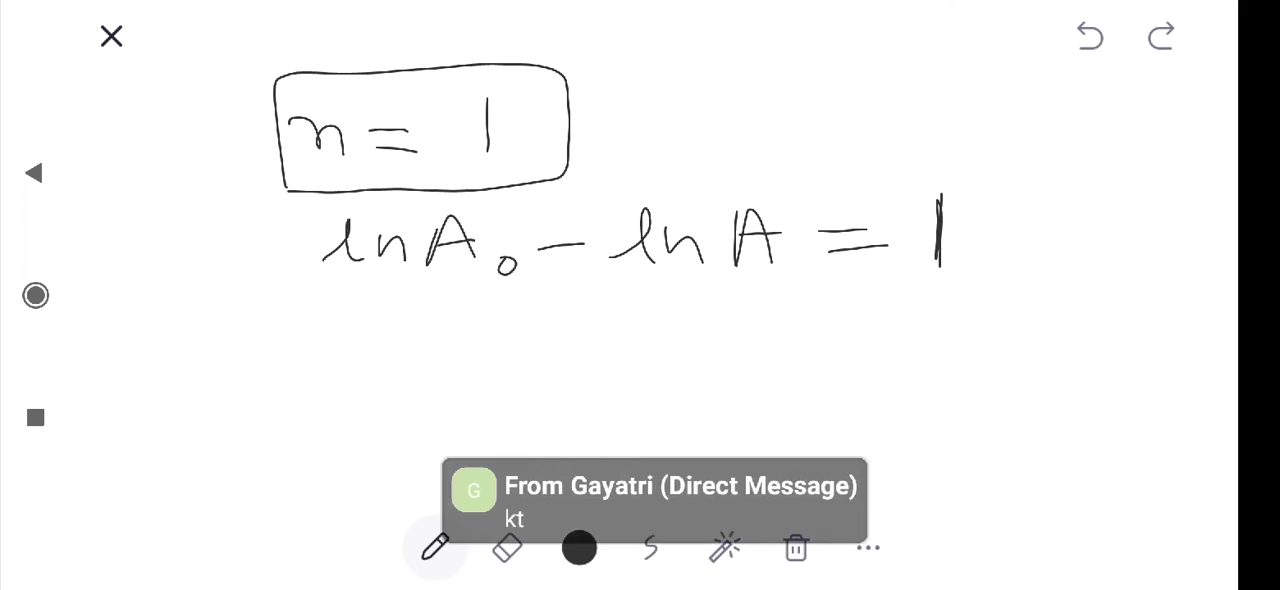 n = 1
ln A₀ - ln A = 1
G
From Gayatri (Direct Message)
kt